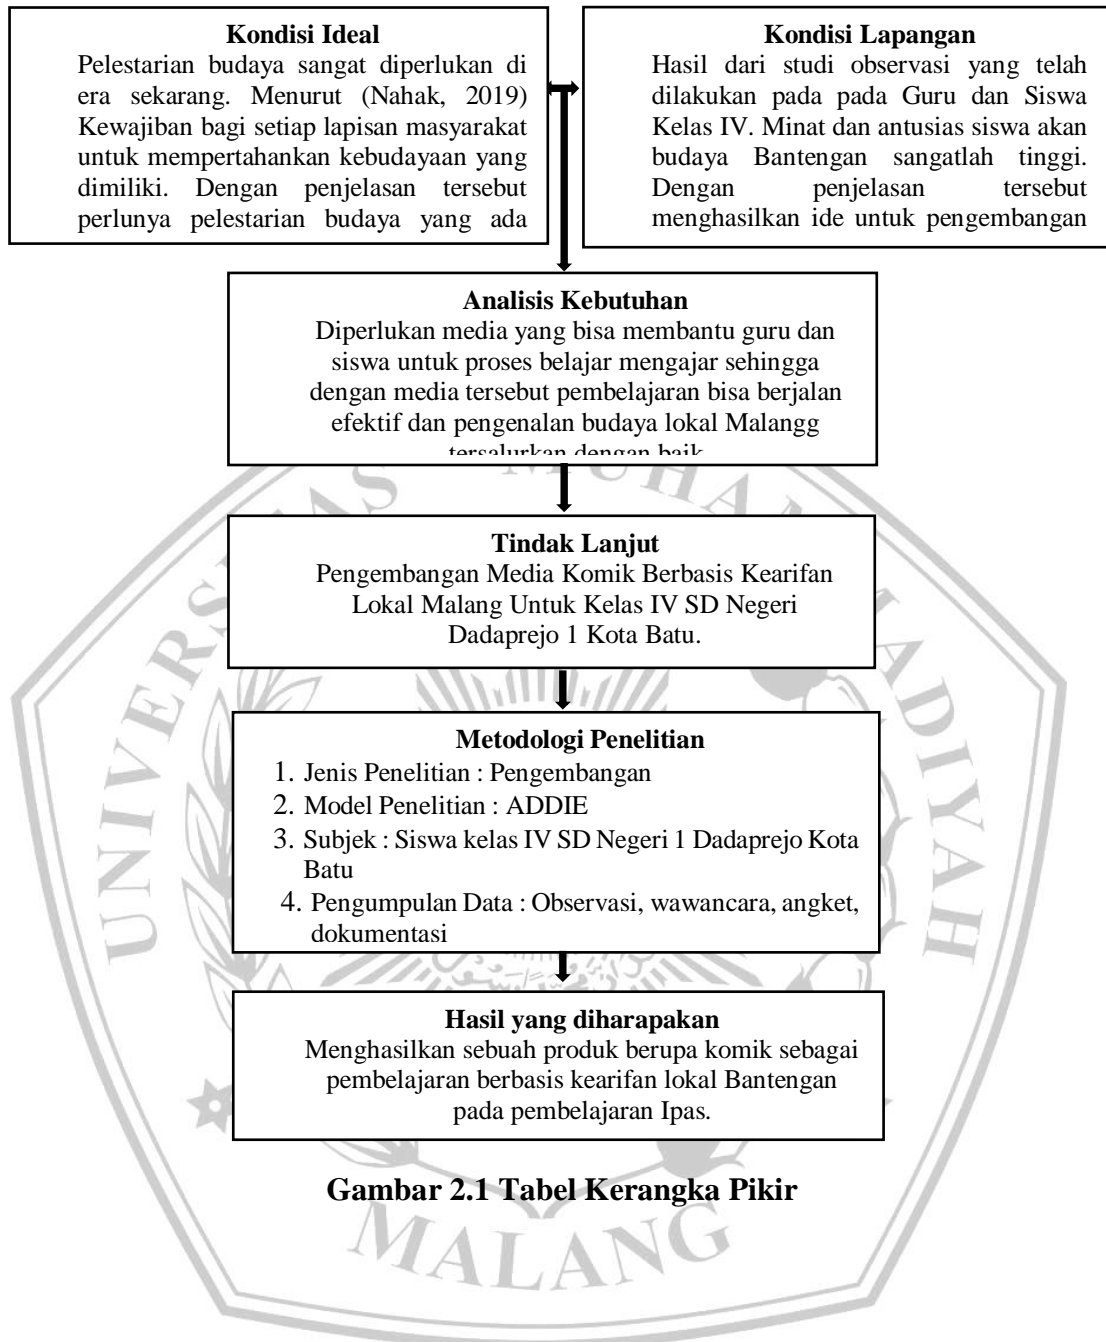 Kondisi Ideal
Pelestarian budaya sangat diperlukan di
era sekarang. Menurut (Nahak, 2019)
Kewajiban bagi setiap lapisan masyarakat
untuk mempertahankan kebudayaan yang
dimiliki. Dengan penjelasan tersebut
perlunya pelestarian budaya yang ada
Kondisi Lapangan
Hasil dari studi observasi yang telah
dilakukan pada pada Guru dan Siswa
Kelas IV. Minat dan antusias siswa akan
budaya Bantengan sangatlah tinggi.
Dengan penjelasan tersebut
menghasilkan ide untuk pengembangan
Analisis Kebutuhan
Diperlukan media yang bisa membantu guru dan
siswa untuk proses belajar mengajar sehingga
dengan media tersebut pembelajaran bisa berjalan
efektif dan pengenalan budaya lokal Malangg
tersalurkan dengan baik
Tindak Lanjut
Pengembangan Media Komik Berbasis Kearifan
Lokal Malang Untuk Kelas IV SD Negeri
Dadaprejo 1 Kota Batu.
Metodologi Penelitian
1. Jenis Penelitian : Pengembangan
2. Model Penelitian : ADDIE
3. Subjek : Siswa kelas IV SD Negeri 1 Dadaprejo Kota
Batu
4. Pengumpulan Data : Observasi, wawancara, angket,
dokumentasi
Hasil yang diharapakan
Menghasilkan sebuah produk berupa komik sebagai
pembelajaran berbasis kearifan lokal Bantengan
pada pembelajaran Ipas.
Gambar 2.1 Tabel Kerangka Pikir
UNIVERSITAS MUHAMMADIYAH
MALANG